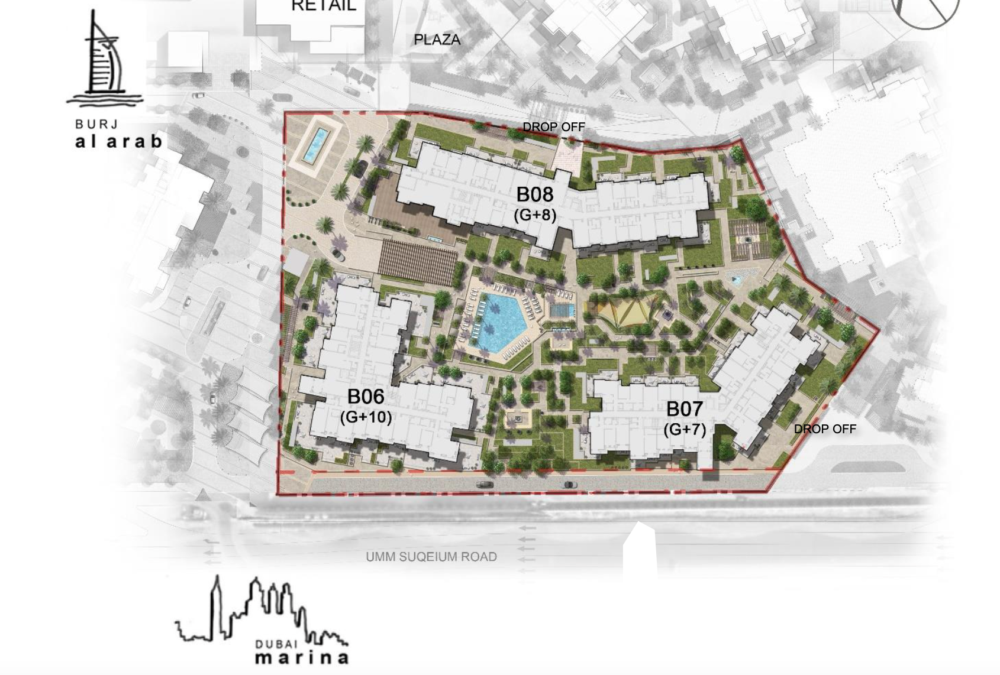 RETAIL
PLAZA
BURJ
al arab
DROP OFF
B08
(G+8)
B06
(G+10)
B07
(G+7)
DROP OFF
UMM SUQEIUM ROAD
DUBAI
marina